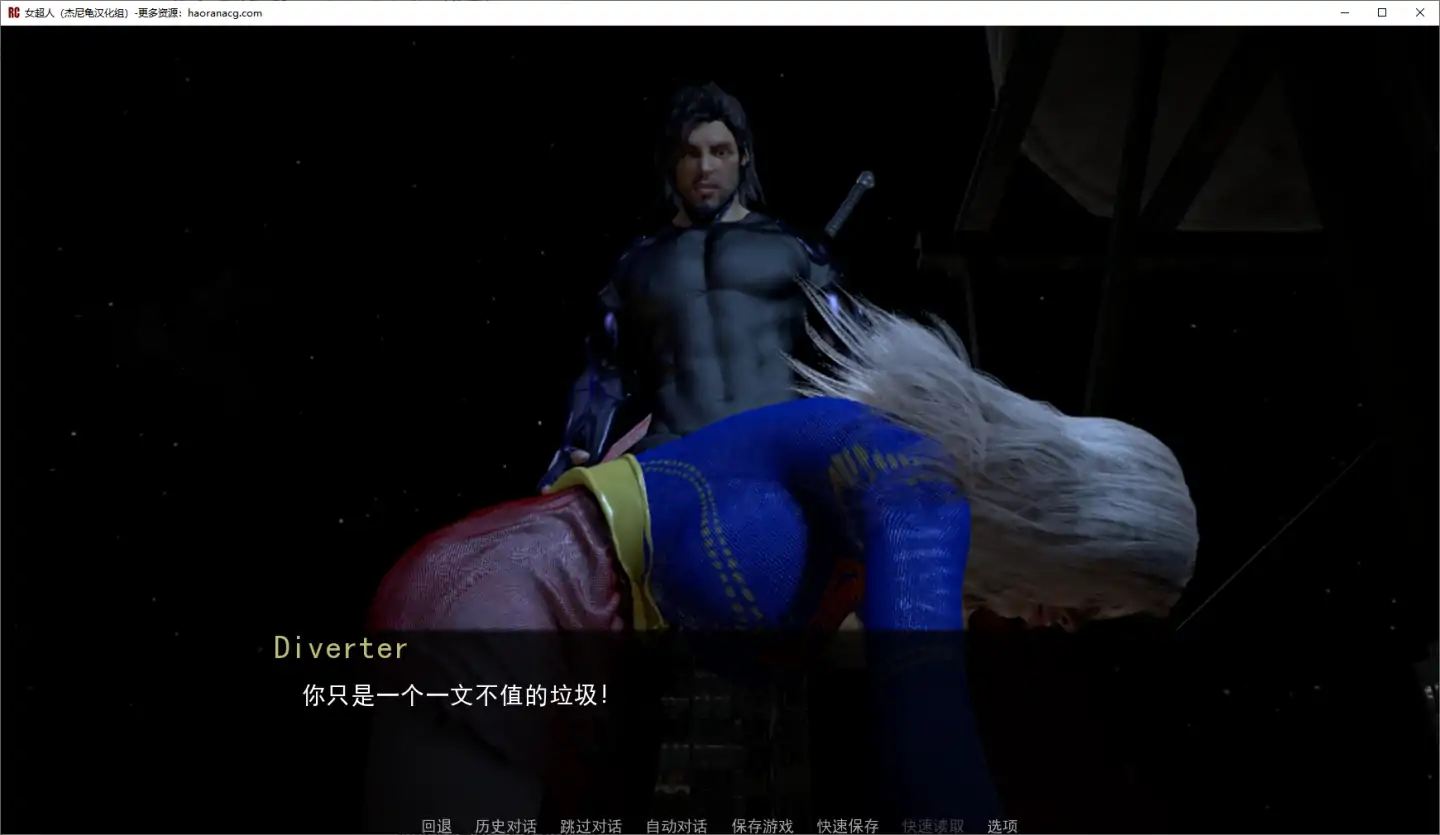 RC 女超人（杰尼龟汉化组）-更多资源：haoranacg.com
Diverter
你只是一个一文不值的垃圾!
回退 历史对话 跳过对话 自动对话 保存游戏 快速保存 快速读取 选项